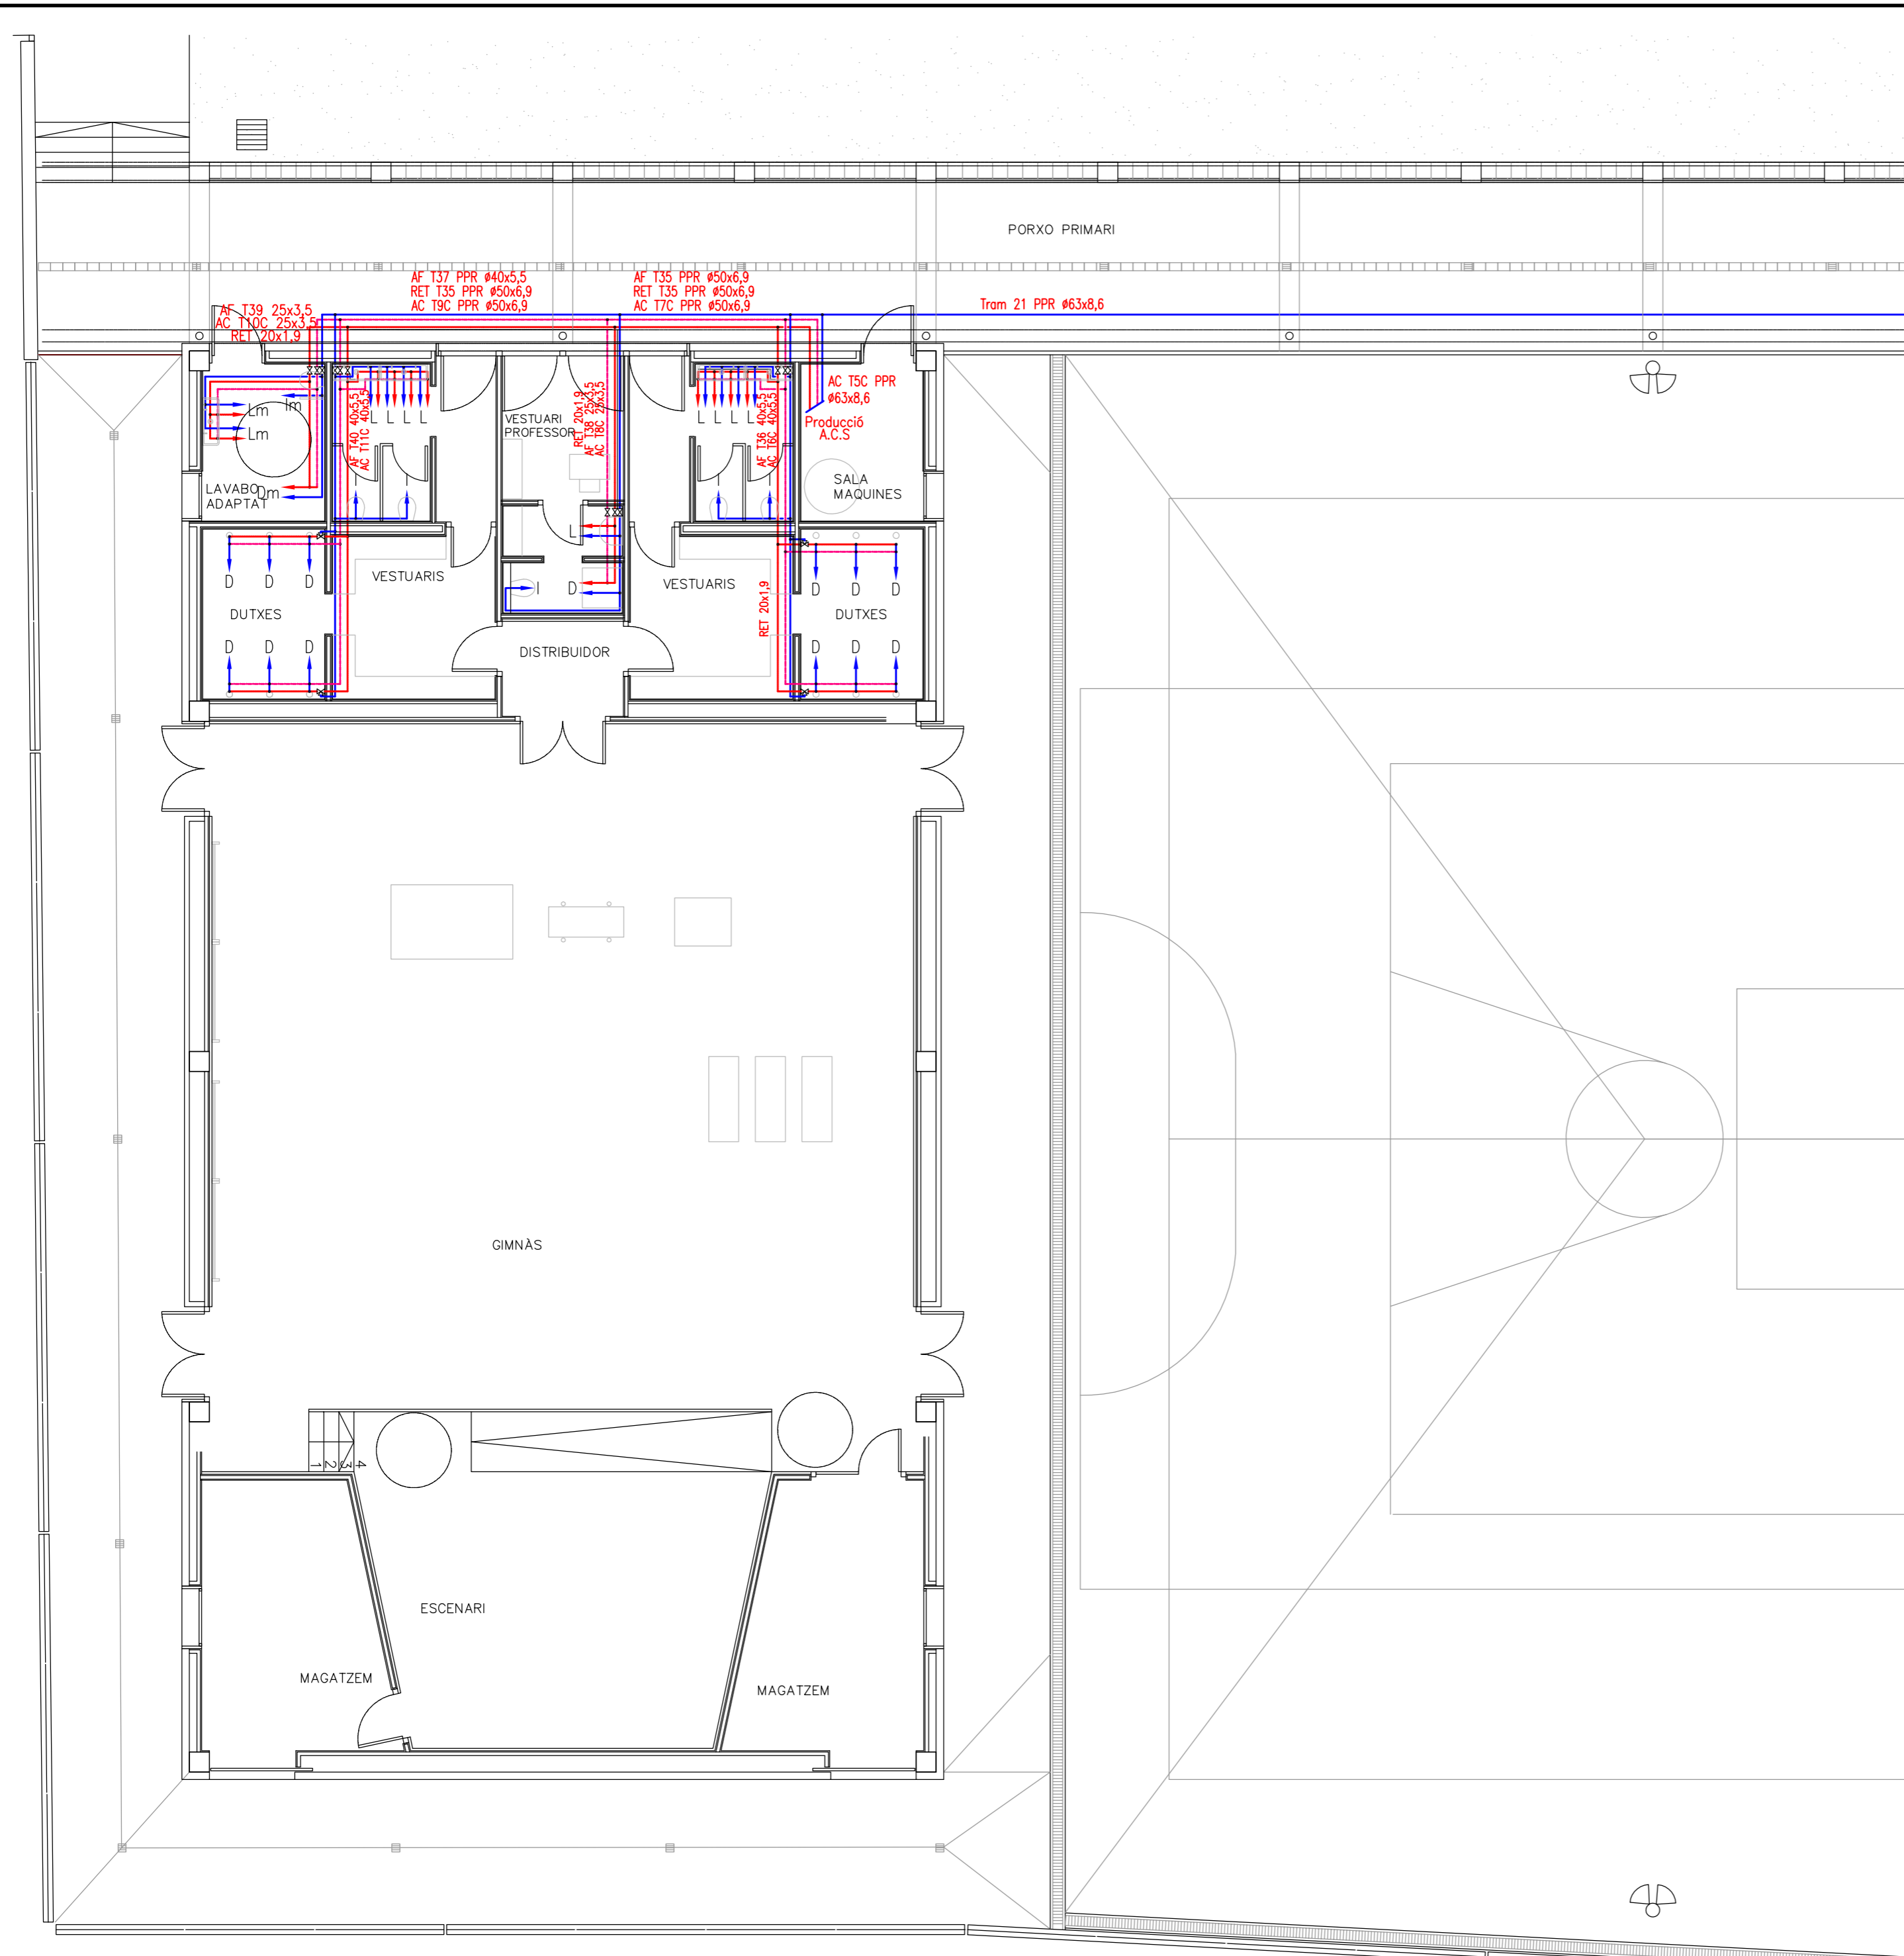 PORXO PRIMARI
AF T37 PPR ø40x5,5
RET T35 PPR ø50x6,9
AC T9C PPR ø50x6,9
AF T35 PPR ø50x6,9
RET T35 PPR ø50x6,9
AC T7C PPR ø50x6,9
Tram 21 PPR ø63x8,6
AF T39 25x3,5
AC T10C 25x3,5
RET 20x1,9
AC T5C PPR
ø63x8,6
Producció
A.C.S
Lm
Im
Lm
Dm
LAVABO
ADAPTAT
AF T40 40x5,5
AC T11C 40x5,5
L L L L
I I
VESTUARI
PROFESSOR
RET 20x1,9
AF T38 25x3,5
AC T8C 25x3,5
L L L L
AF T36 40x5,5
AC T6C 40x5,5
I I
SALA
MAQUINES
L
I D
D D D
DUTXES
D D D
VESTUARIS
VESTUARIS
RET 20x1,9
D D D
DUTXES
D D D
DISTRIBUIDOR
GIMNÀS
1 2 3 4
ESCENARI
MAGATZEM
MAGATZEM